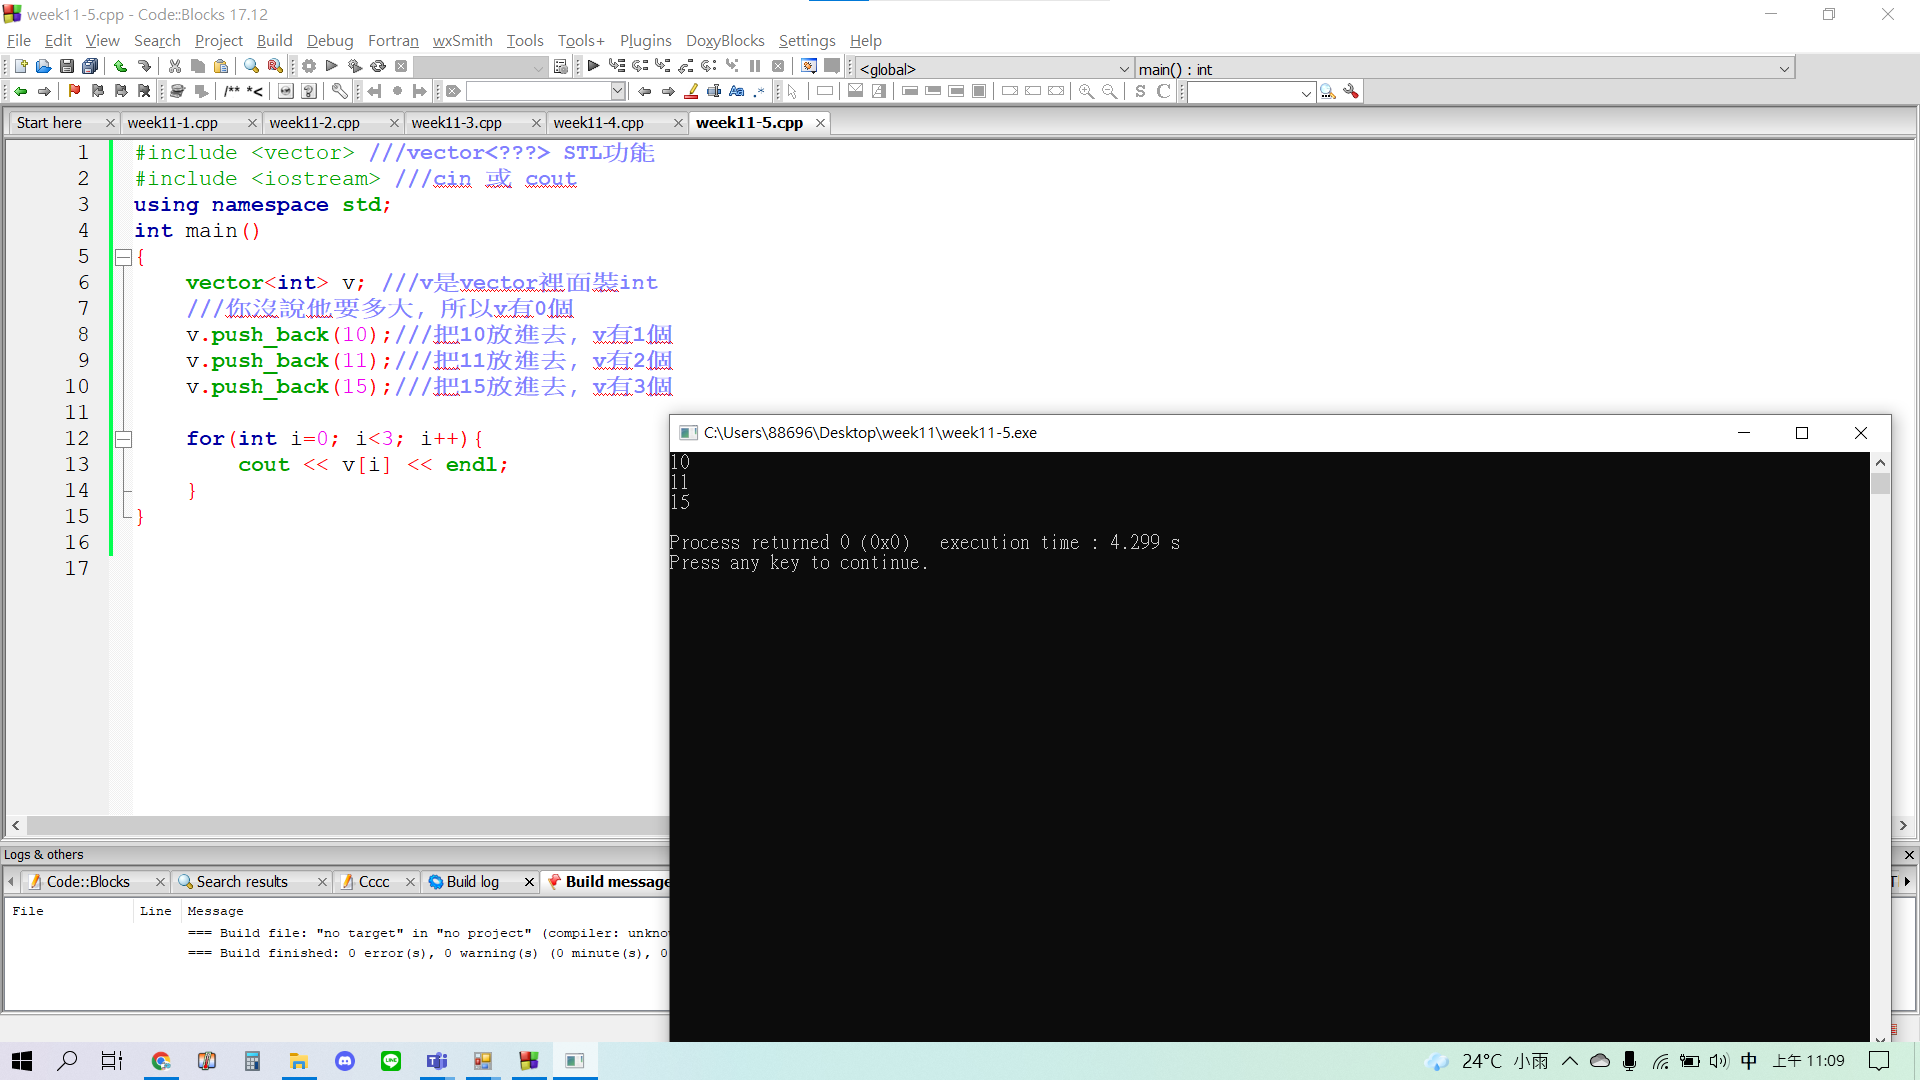 week11-5.cpp - Code::Blocks 17.12
File Edit View Search Project Build Debug Fortran wxSmith Tools Tools+ Plugins DoxyBlocks Settings Help
<global> main() : int
/** *<
S C
Start here week11-1.cpp week11-2.cpp week11-3.cpp week11-4.cpp week11-5.cpp
1 #include <vector> ///vector<???> STL功能
2 #include <iostream> ///cin 或 cout
3 using namespace std;
4 int main()
5 {
6 vector<int> v; ///v是vector裡面裝int
7 ///你沒說他要多大, 所以v有0個
8 v.push_back(10);///把10放進去, v有1個
9 v.push_back(11);///把11放進去, v有2個
10 v.push_back(15);///把15放進去, v有3個
11
12 for(int i=0; i<3; i++){
13 cout << v[i] << endl;
14 }
15 }
16
17
C:\Users\88696\Desktop\week11\week11-5.exe
10
11
15
Process returned 0 (0x0) execution time : 4.299 s
Press any key to continue.
Logs & others
Code::Blocks Search results Cccc Build log Build message
File Line Message
=== Build file: "no target" in "no project" (compiler: unkno
=== Build finished: 0 error(s), 0 warning(s) (0 minute(s), 0
24°C 小雨 中 上午 11:09